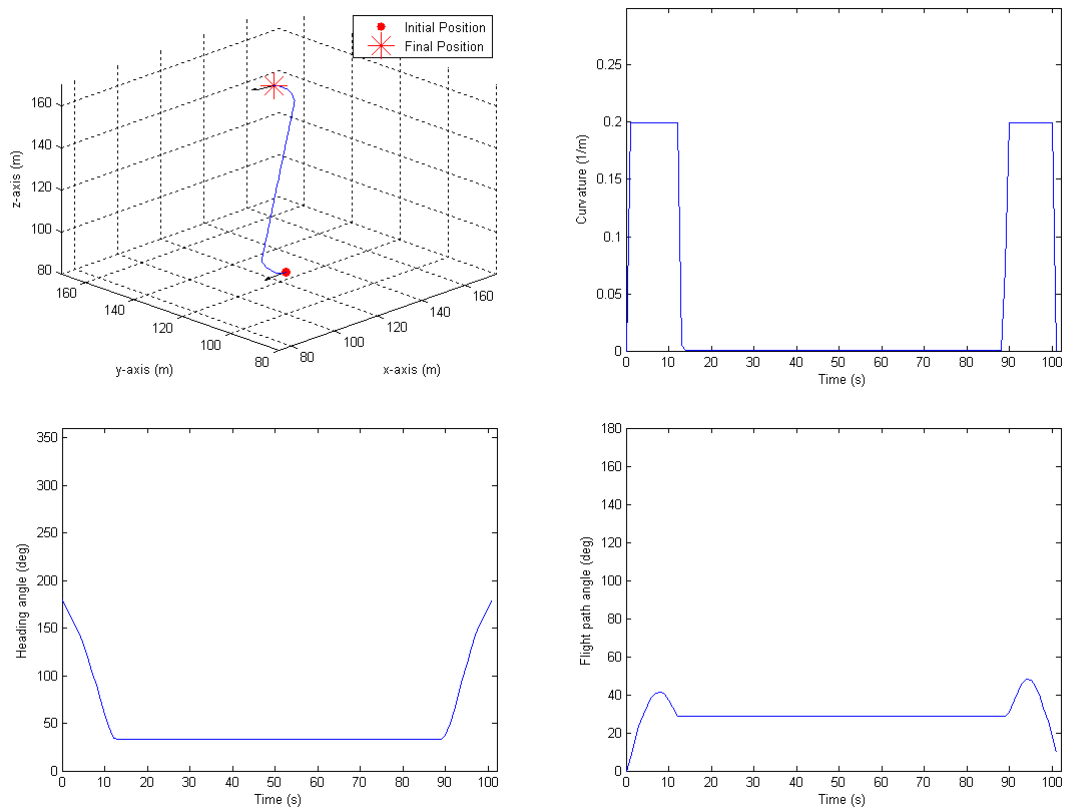 Initial Position
Final Position
160
140
120
100
80
z-axis (m)
160
140
120
100
80
y-axis (m)
80
100
120
140
160
x-axis (m)
0.25
0.2
0.15
0.1
0.05
0
Curvature (1/m)
0 10 20 30 40 50 60 70 80 90 100
Time (s)
350
300
250
200
150
100
50
0
Heading angle (deg)
0 10 20 30 40 50 60 70 80 90 100
Time (s)
180
160
140
120
100
80
60
40
20
0
Flight path angle (deg)
0 10 20 30 40 50 60 70 80 90 100
Time (s)